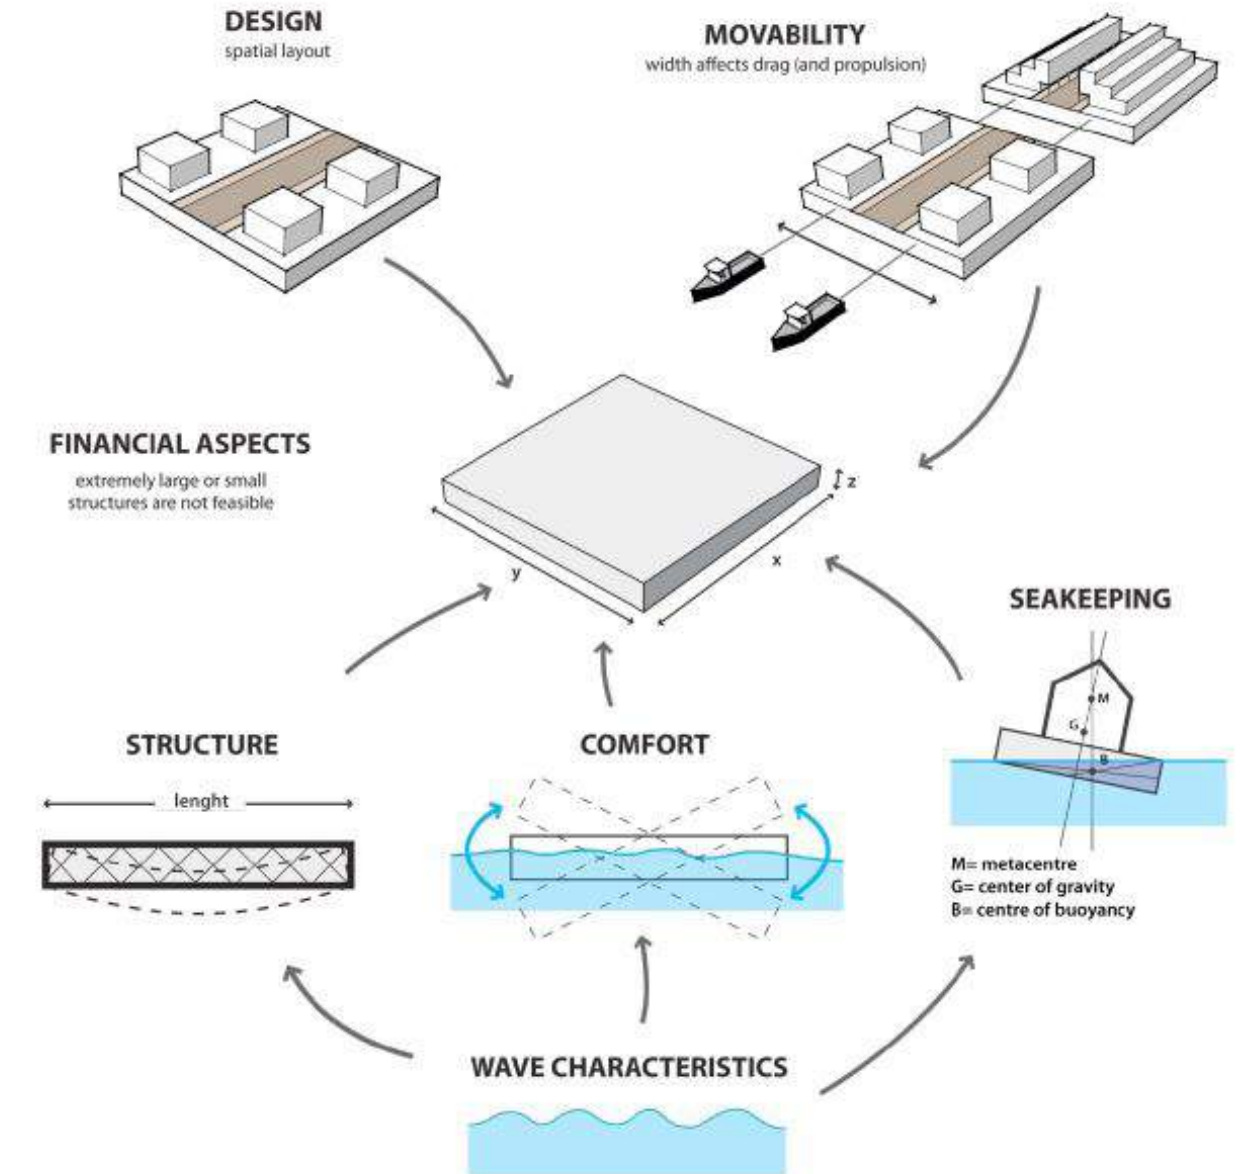 DESIGN
spatial layout
MOVABILITY
width affects drag (and propulsion)
FINANCIAL ASPECTS
extremely large or small
structures are not feasible
z
x
y
SEAKEEPING
M
G
B
M= metacentre
G= center of gravity
B= centre of buoyancy
STRUCTURE
lenght
COMFORT
WAVE CHARACTERISTICS